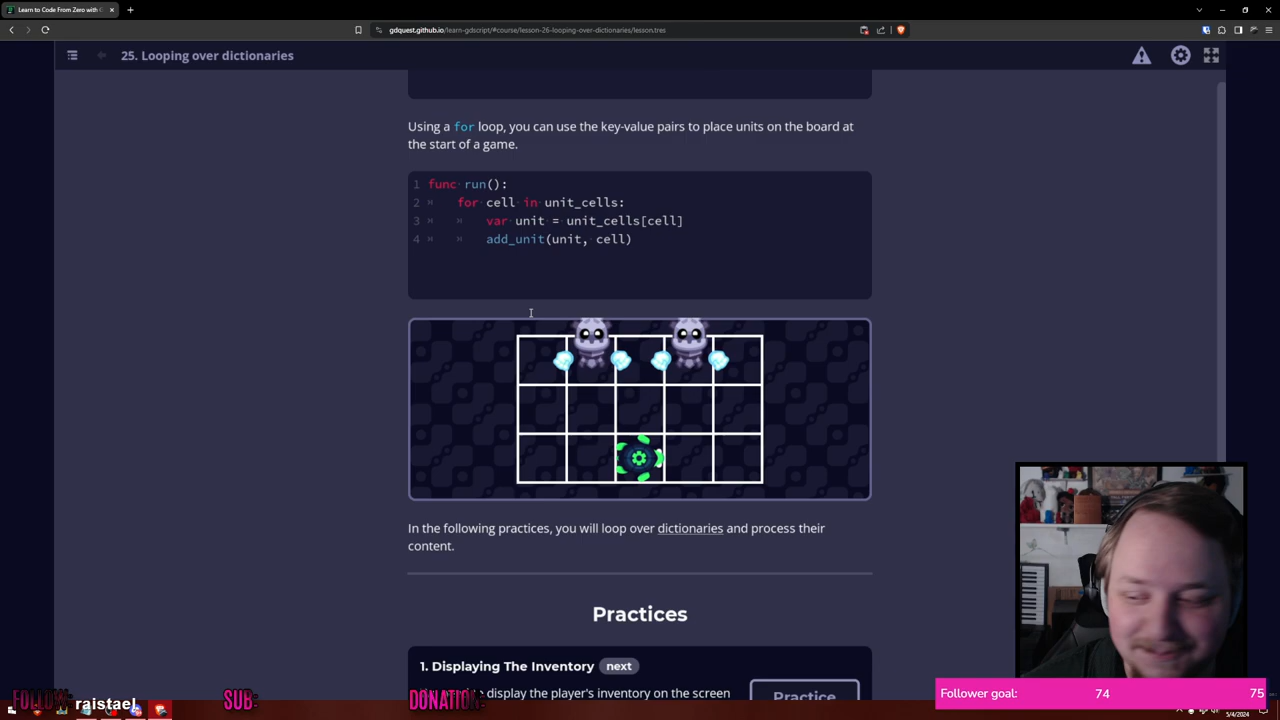 Learn to Code From Zero with
gdquest.github.io/learn-gdscript/#course/lesson-26-looping-over-dictionaries/lesson.tres
25. Looping over dictionaries
Using a for loop, you can use the key-value pairs to place units on the board at
the start of a game.
1 func run():
2 for cell in unit_cells:
3 var unit = unit_cells[cell]
4 add_unit(unit, cell)
In the following practices, you will loop over dictionaries and process their
content.
Practices
1. Displaying The Inventory next
to display the player's inventory on the screen
Practice
FOLLOW: raistael SUB: DONATION:
Follower goal: 74 75
5/4/2024